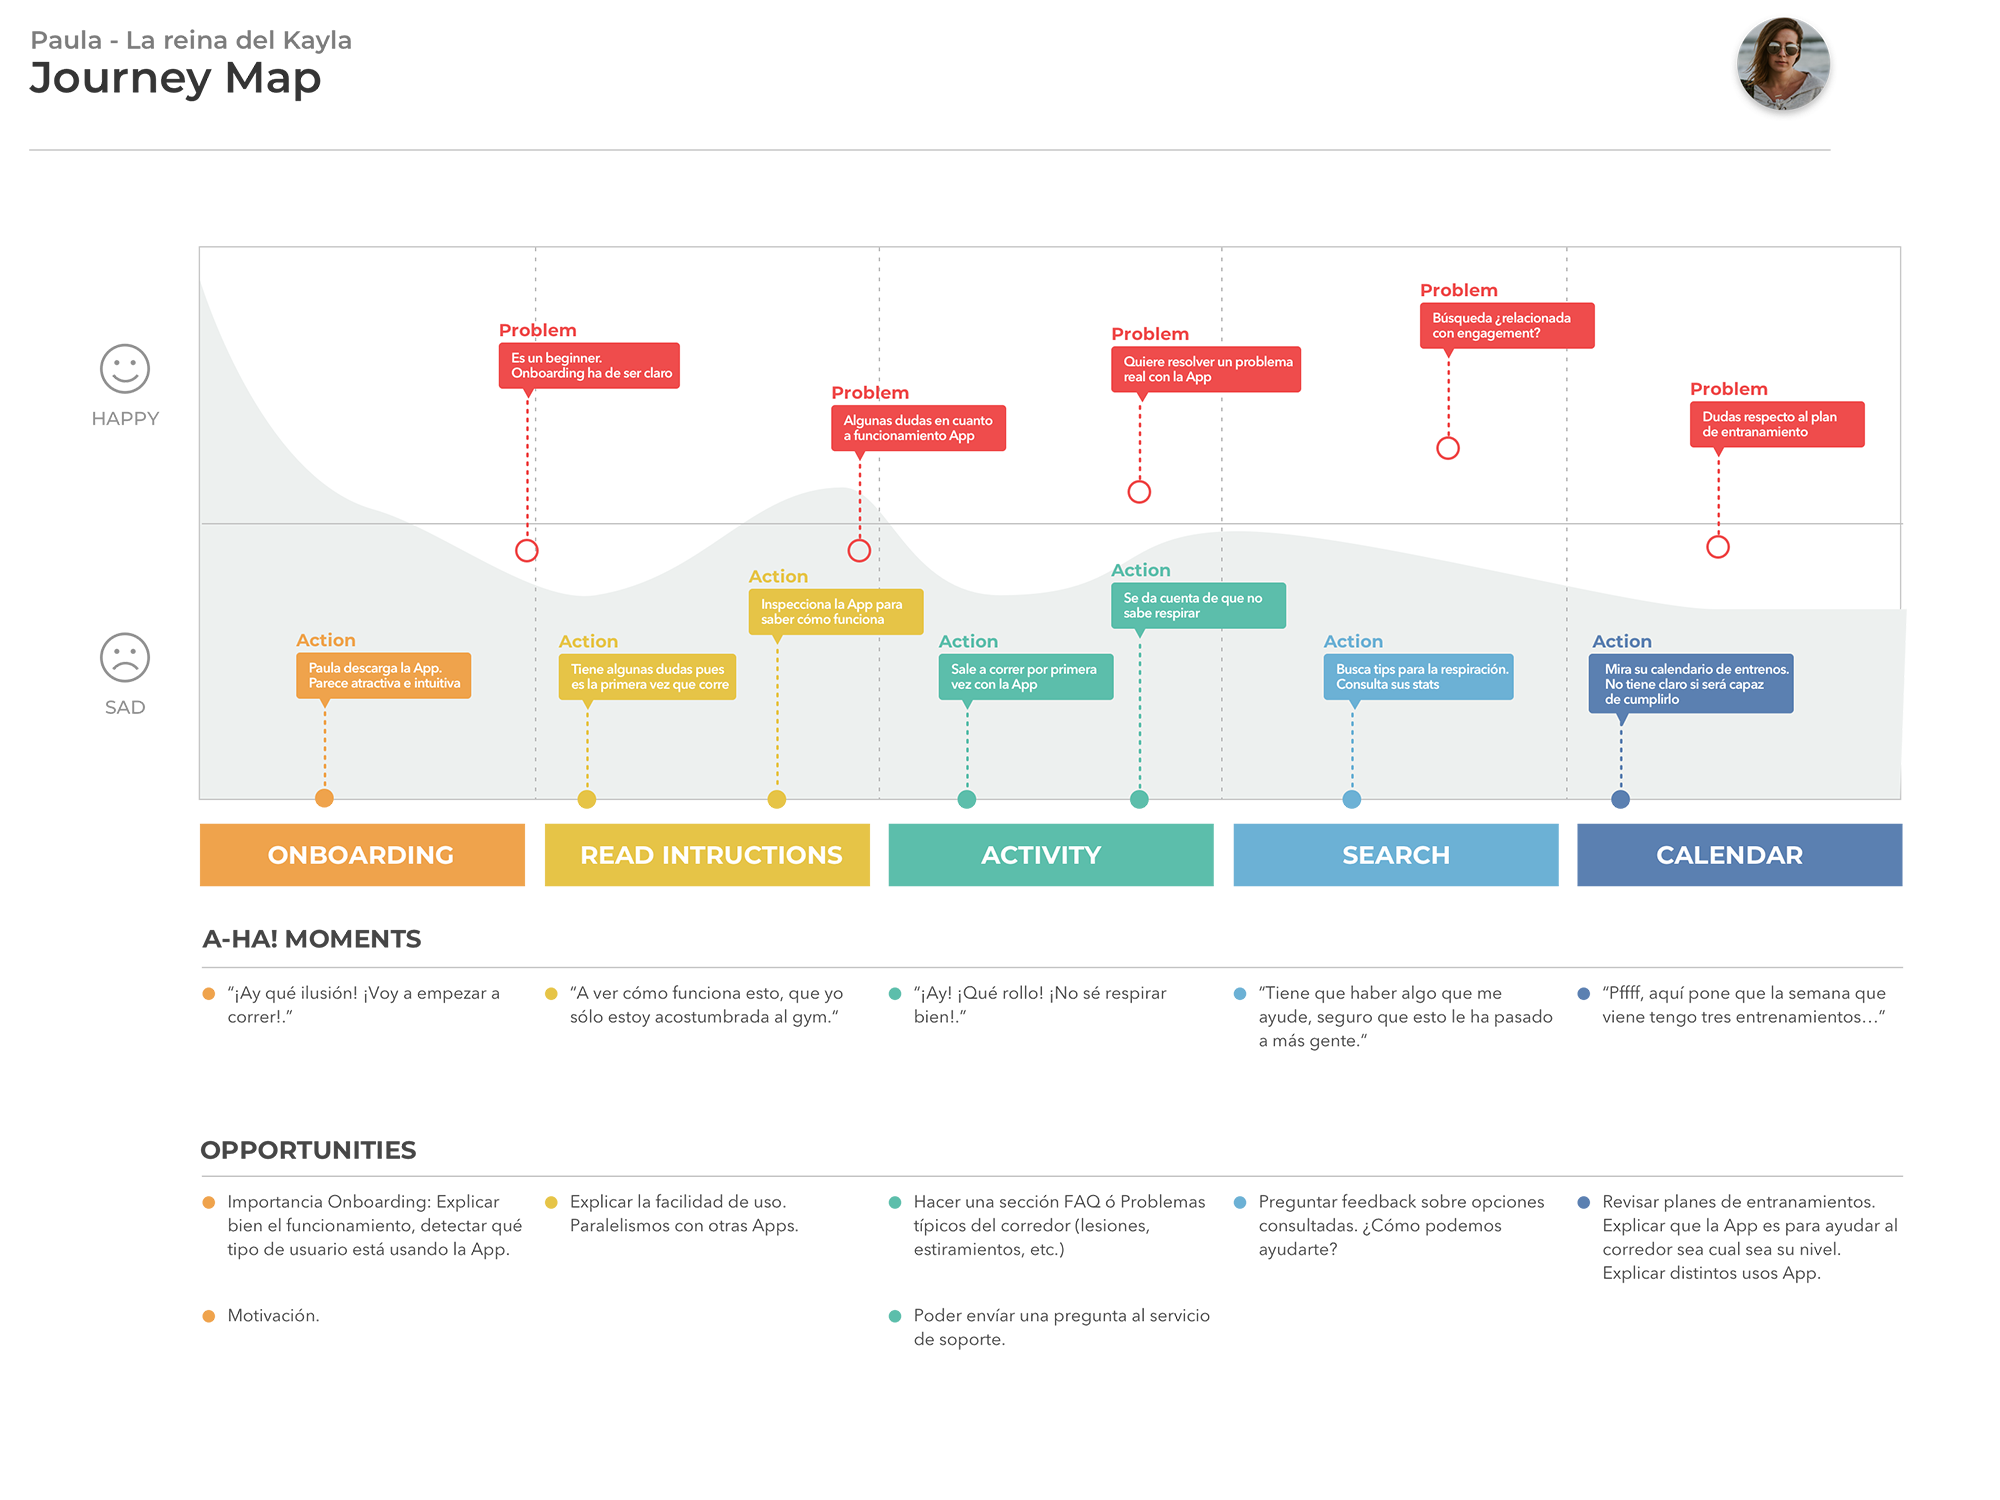 Paula - La reina del Kayla
Journey Map
HAPPY
SAD
Problem
Es un beginner.
Onboarding ha de ser claro
Problem
Algunas dudas en cuanto
a funcionamiento App
Problem
Quiere resolver un problema
real con la App
Problem
Búsqueda ¿relacionada
con engagement?
Problem
Dudas respecto al plan
de entranamiento
Action
Paula descarga la App.
Parece atractiva e intuitiva
Action
Tiene algunas dudas pues
es la primera vez que corre
Action
Inspecciona la App para
saber cómo funciona
Action
Sale a correr por primera
vez con la App
Action
Se da cuenta de que no
sabe respirar
Action
Busca tips para la respiración.
Consulta sus stats
Action
Mira su calendario de entrenos.
No tiene claro si será capaz
de cumplirlo
ONBOARDING
READ INTRUCTIONS
ACTIVITY
SEARCH
CALENDAR
A-HA! MOMENTS
“¡Ay qué ilusión! ¡Voy a empezar a
correr!.”
“A ver cómo funciona esto, que yo
sólo estoy acostumbrada al gym.”
“¡Ay! ¡Qué rollo! ¡No sé respirar
bien!.”
“Tiene que haber algo que me
ayude, seguro que esto le ha pasado
a más gente.”
“Pffff, aquí pone que la semana que
viene tengo tres entrenamientos…”
OPPORTUNITIES
Importancia Onboarding: Explicar
bien el funcionamiento, detectar qué
tipo de usuario está usando la App.
Motivación.
Explicar la facilidad de uso.
Paralelismos con otras Apps.
Hacer una sección FAQ ó Problemas
típicos del corredor (lesiones,
estiramientos, etc.)
Poder envíar una pregunta al servicio
de soporte.
Preguntar feedback sobre opciones
consultadas. ¿Cómo podemos
ayudarte?
Revisar planes de entranamientos.
Explicar que la App es para ayudar al
corredor sea cual sea su nivel.
Explicar distintos usos App.